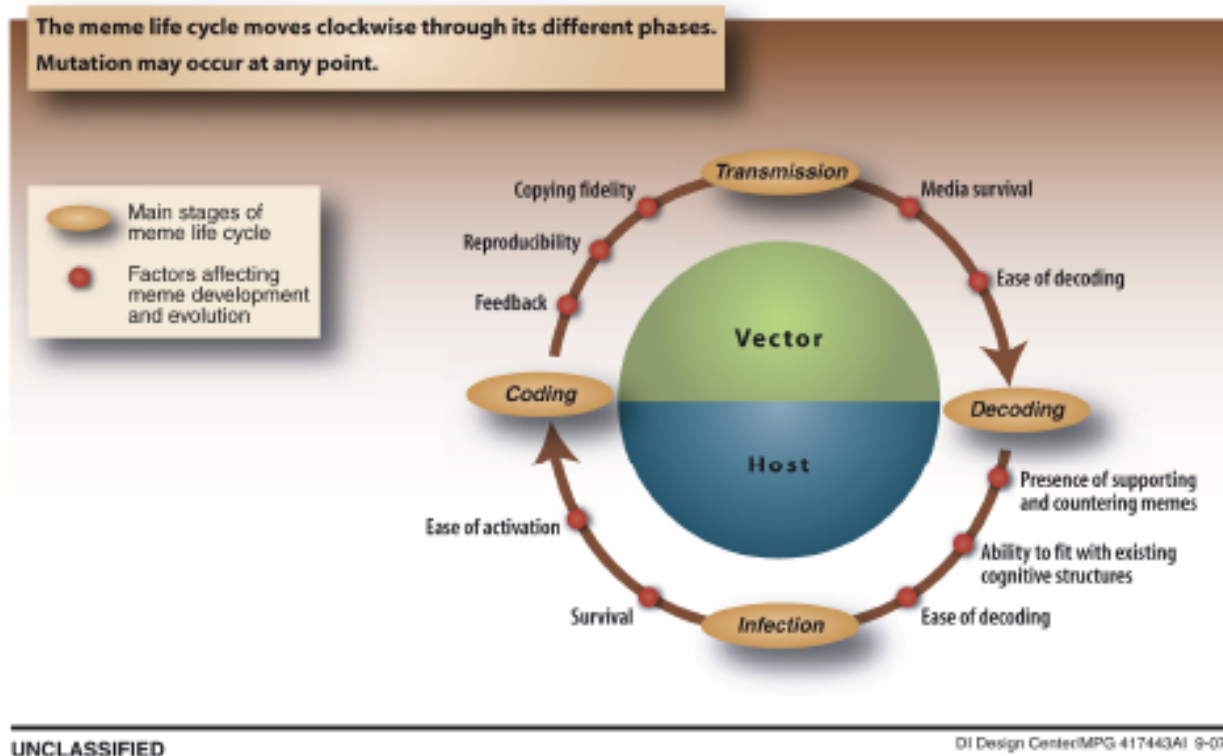 The meme life cycle moves clockwise through its different phases.
Mutation may occur at any point.
Main stages of
meme life cycle
Factors affecting
meme development
and evolution
Transmission
Copying fidelity
Media survival
Reproducibility
Ease of decoding
Feedback
Vector
Coding
Decoding
Host
Presence of supporting
and countering memes
Ease of activation
Ability to fit with existing
cognitive structures
Survival
Infection
Ease of decoding
UNCLASSIFIED
DI Design Center/MPG 417443AI 9-07